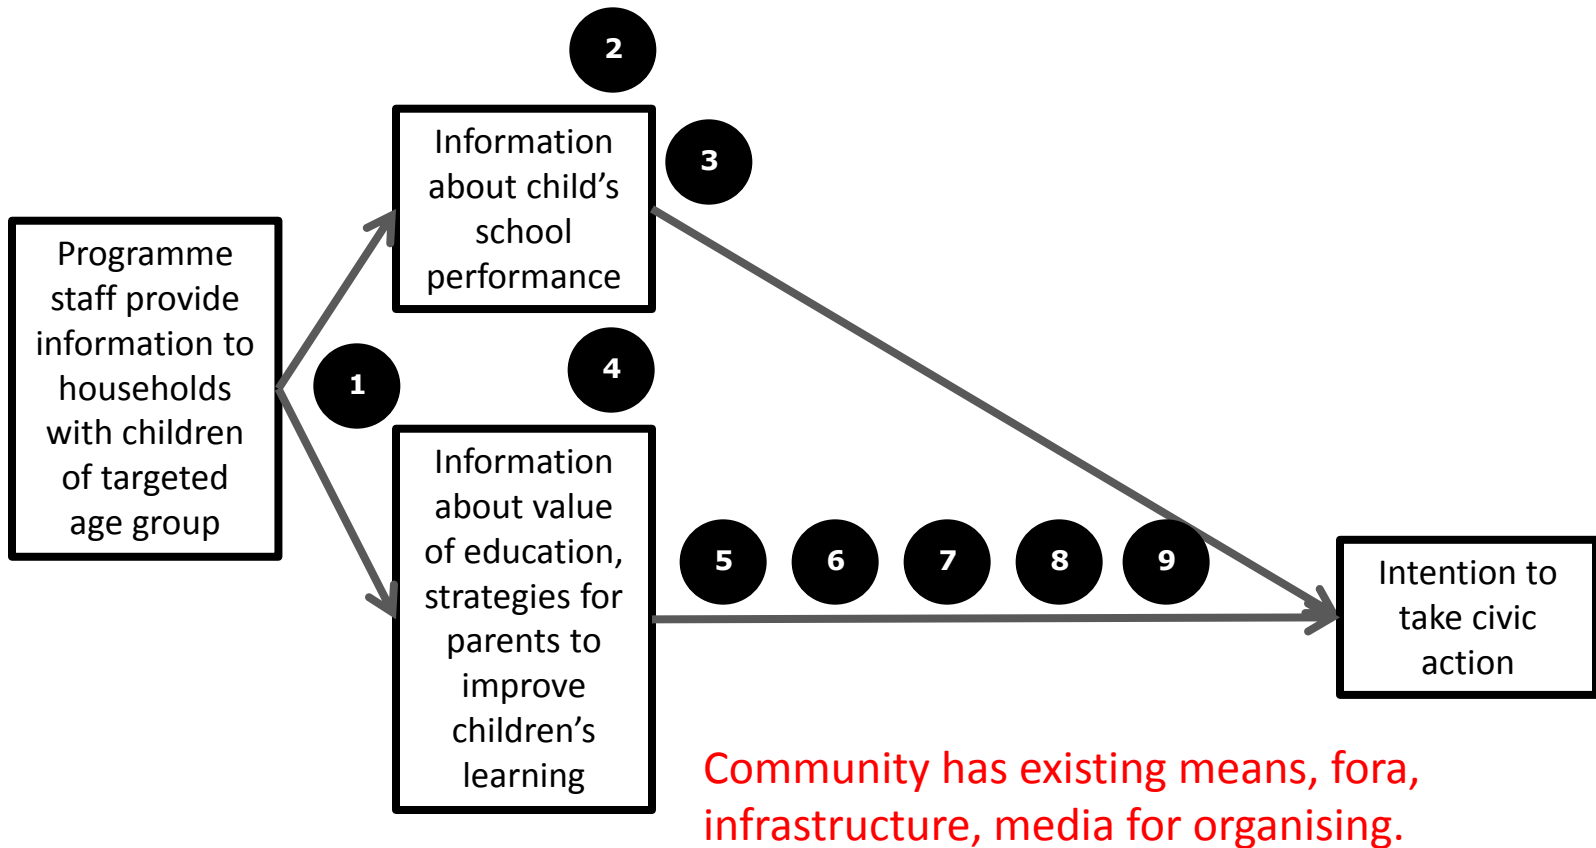 2
Information
about child’s
school
performance
3
Programme
staff provide
information to
households
with children
of targeted
age group
1
4
Information
about value
of education,
strategies for
parents to
improve
children’s
learning
5 6 7 8 9
Intention to
take civic
action
Community has existing means, fora,
infrastructure, media for organising.